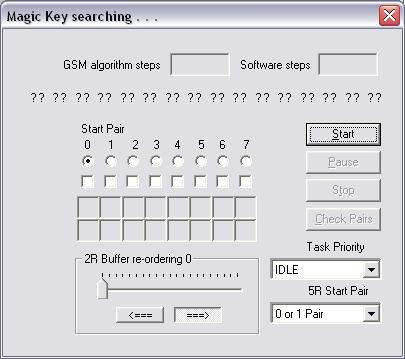 Magic Key searching . . .
GSM algorithm steps Software steps
?? ?? ?? ?? ?? ?? ?? ?? ?? ?? ?? ?? ?? ?? ?? ??
Start Pair
0 1 2 3 4 5 6 7
Start
Pause
Stop
Check Pairs
Task Priority
IDLE
5R Start Pair
0 or 1 Pair
2R Buffer re-ordering 0
<=== ===>